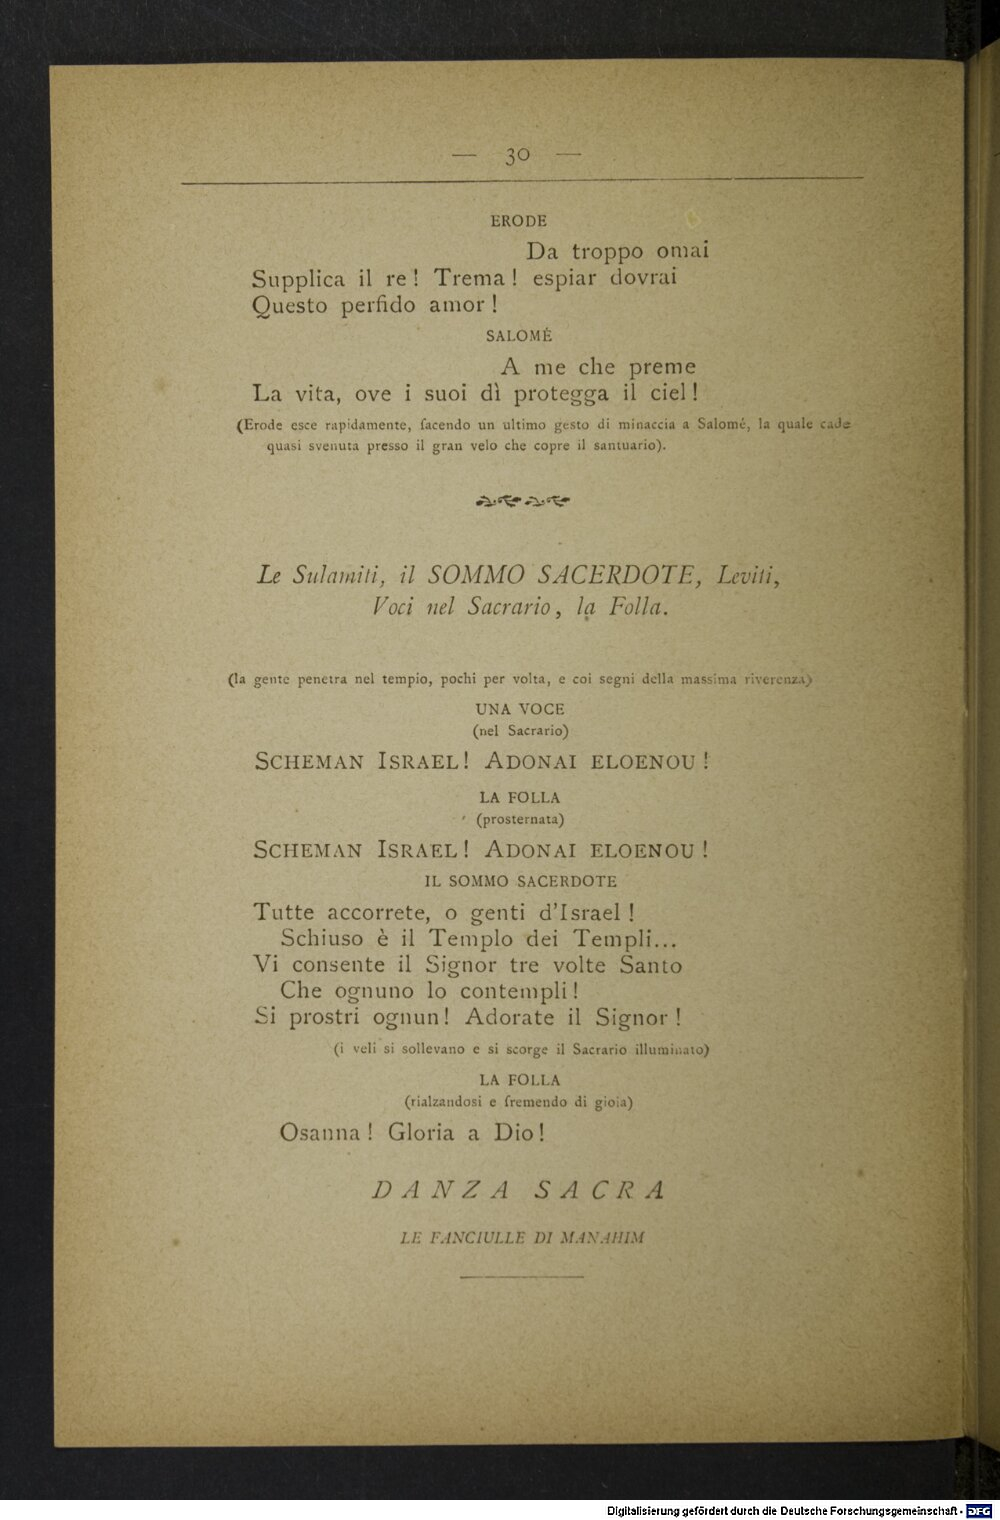 — 30 —
ERODE
Da troppo omai
Supplica il re! Trema! espiar dovrai
Questo perfido amor!
SALOMÉ
A me che preme
La vita, ove i suoi dì protegga il ciel!
(Erode esce rapidamente, facendo un ultimo gesto di minaccia a Salomé, la quale cade
quasi svenuta presso il gran velo che copre il santuario).
Le Sulamiti, il SOMMO SACERDOTE, Leviti,
Voci nel Sacrario, la Folla.
(la gente penetra nel tempio, pochi per volta, e coi segni della massima riverenza)
UNA VOCE
(nel Sacrario)
SCHEMAN ISRAEL! ADONAI ELOENOU!
LA FOLLA
(prosternata)
SCHEMAN ISRAEL! ADONAI ELOENOU!
IL SOMMO SACERDOTE
Tutte accorrete, o genti d'Israel!
Schiuso è il Templo dei Templi...
Vi consente il Signor tre volte Santo
Che ognuno lo contempli!
Si prostri ognun! Adorate il Signor!
(i veli si sollevano e si scorge il Sacrario illuminato)
LA FOLLA
(rialzandosi e fremendo di gioia)
Osanna! Gloria a Dio!
DANZA SACRA
LE FANCIULLE DI MANAHIM
Digitalisierung gefördert durch die Deutsche Forschungsgemeinschaft - DFG